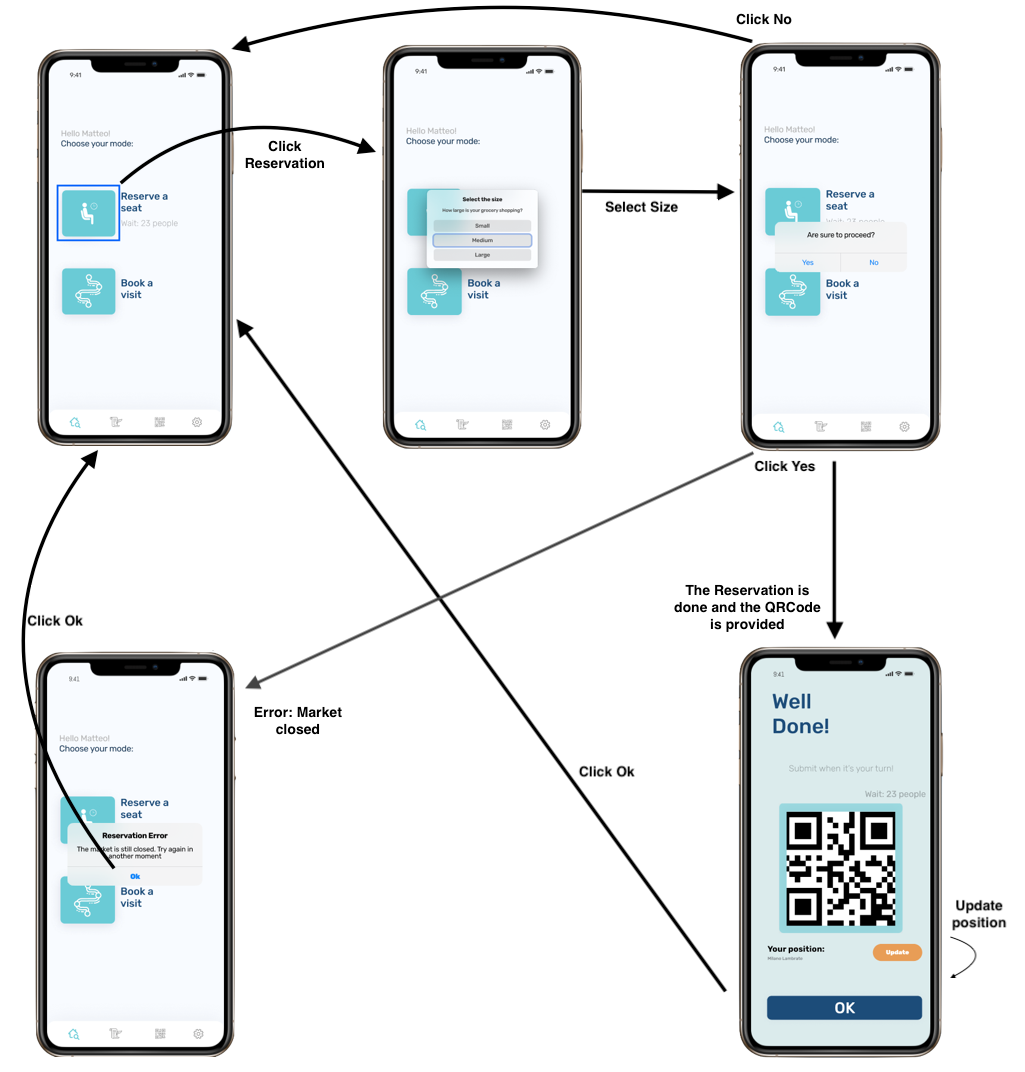 Click No
9:41
Hello Matteo!
Choose your mode:
Reserve a
seat
Wait: 23 people
Book a
visit
Click
Reservation
9:41
Hello Matteo!
Choose your mode:
Select the size
How large is your grocery shopping?
Small
Medium
Large
Book a
visit
Select Size
9:41
Hello Matteo!
Choose your mode:
Reserve a
seat
Wait: 23 people
Are sure to proceed?
Yes
No
Book a
visit
Click Yes
The Reservation is
done and the QRCode
is provided
Click Ok
Error: Market
closed
Click Ok
9:41
Hello Matteo!
Choose your mode:
Reserve a
seat
Reservation Error
The market is still closed. Try again in
another moment
Ok
Book a
visit
9:41
Well
Done!
Submit when it's your turn!
Wait: 23 people
Your position:
Milano Lambrate
Update
OK
Update
position